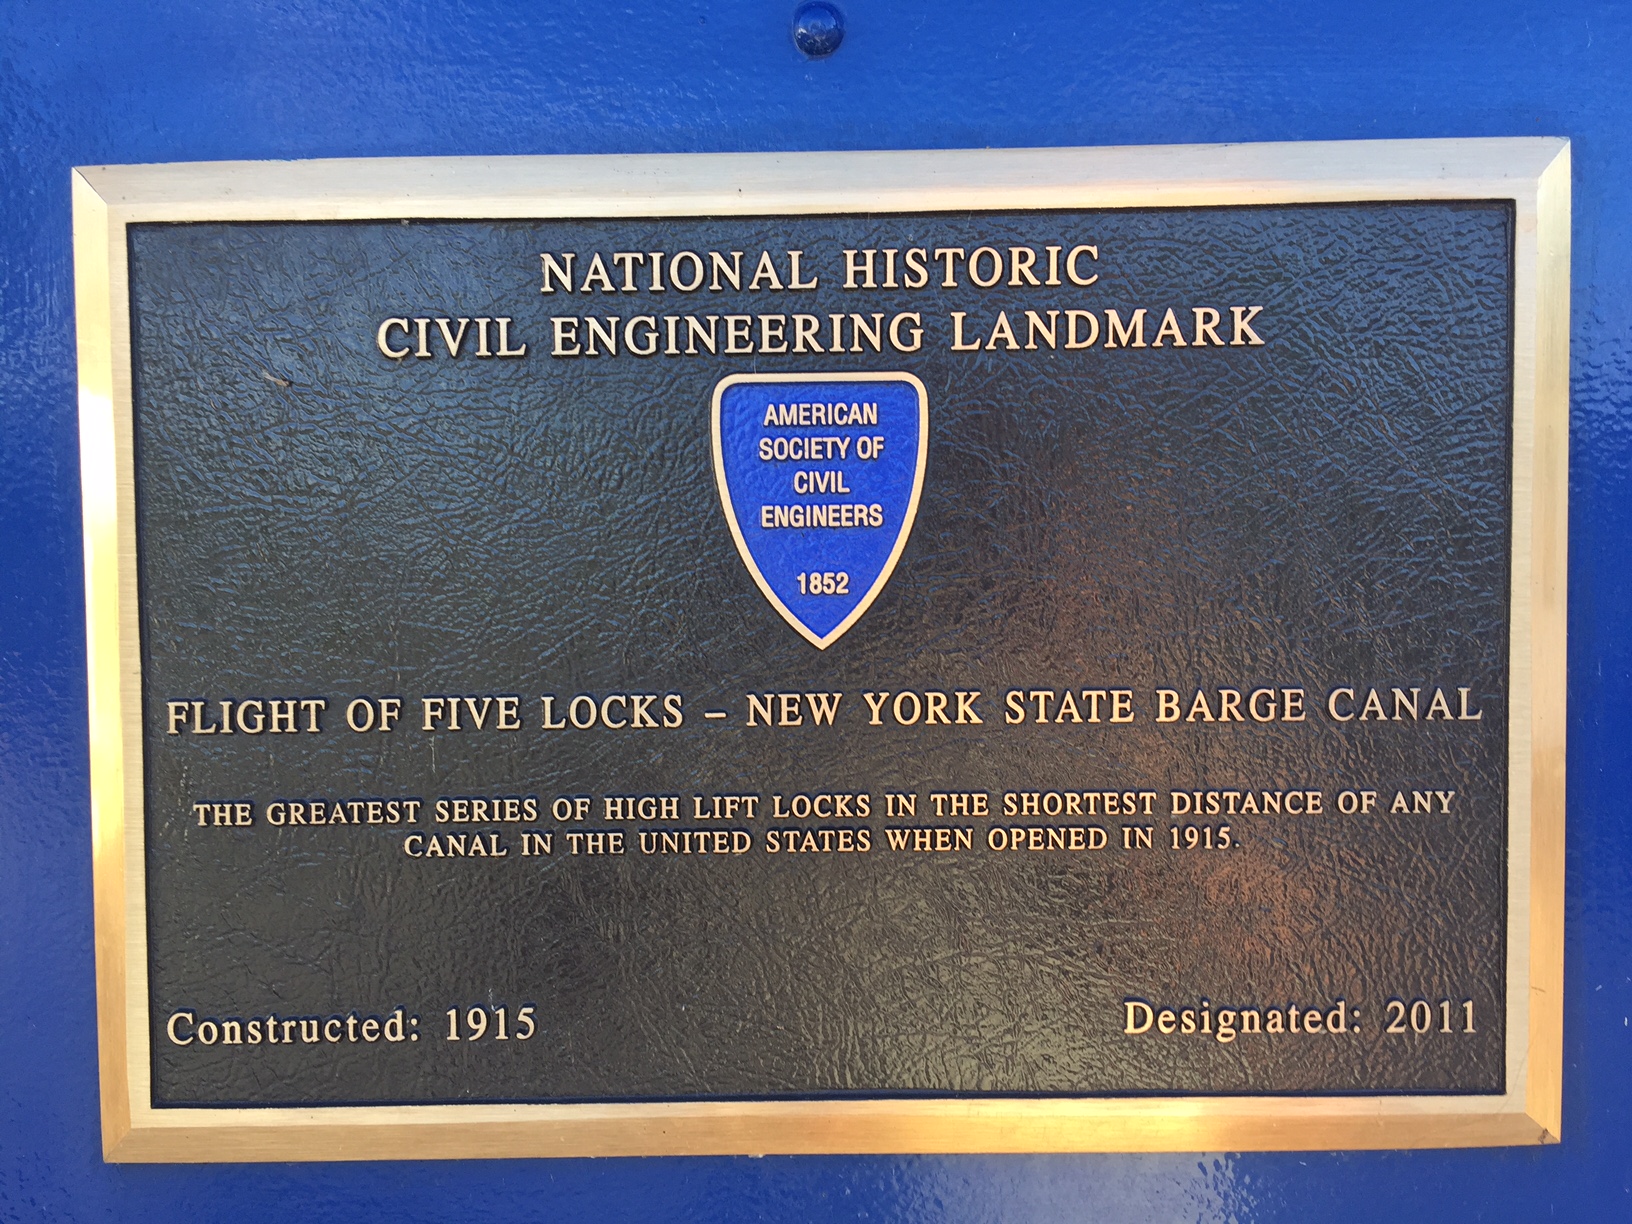 NATIONAL HISTORIC
CIVIL ENGINEERING LANDMARK
AMERICAN
SOCIETY OF
CIVIL
ENGINEERS
1852
FLIGHT OF FIVE LOCKS – NEW YORK STATE BARGE CANAL
THE GREATEST SERIES OF HIGH LIFT LOCKS IN THE SHORTEST DISTANCE OF ANY
CANAL IN THE UNITED STATES WHEN OPENED IN 1915.
Constructed: 1915 Designated: 2011